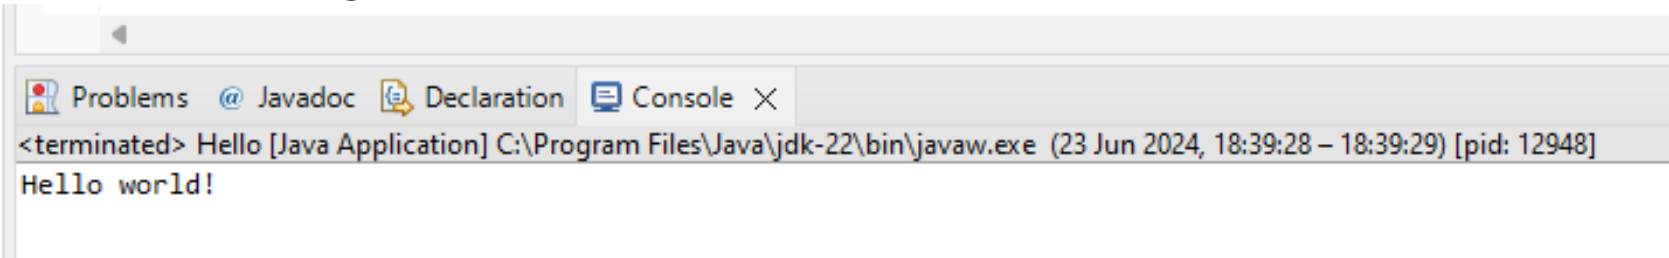 Problems @ Javadoc Declaration Console
<terminated> Hello [Java Application] C:\Program Files\Java\jdk-22\bin\javaw.exe (23 Jun 2024, 18:39:28 – 18:39:29) [pid: 12948]
Hello world!